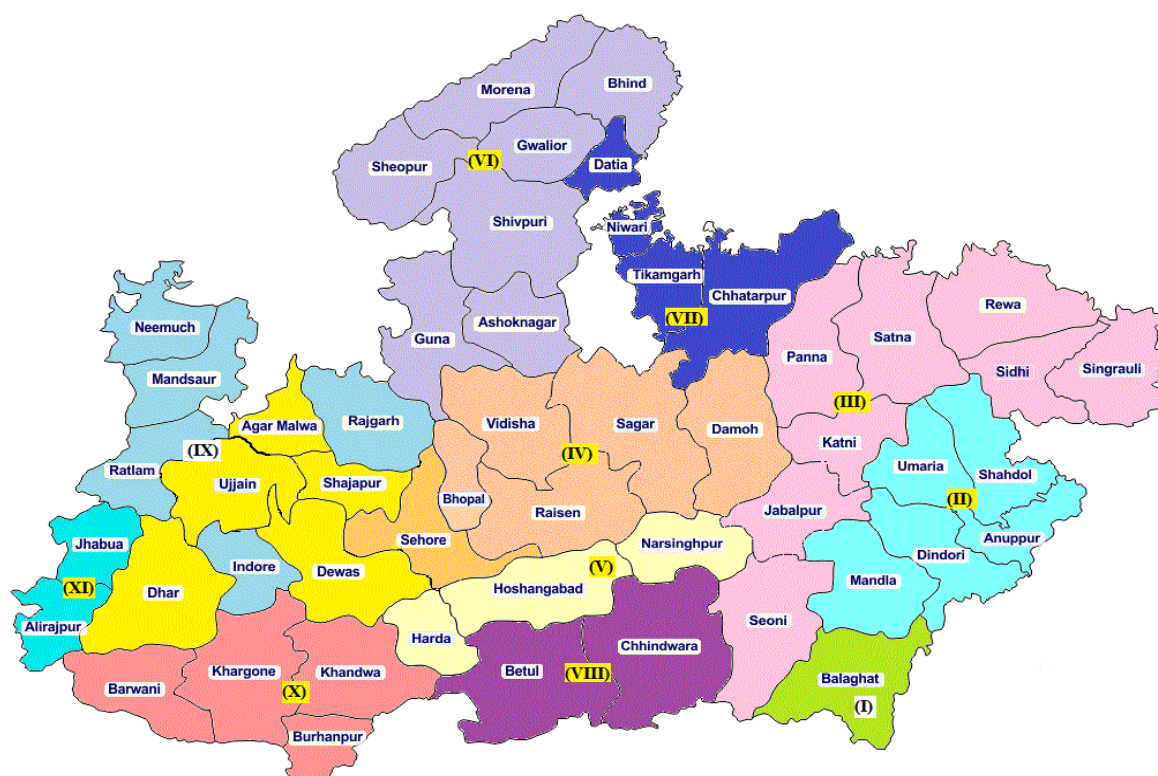 Morena
Bhind
Gwalior
(VI)
Sheopur
Datia
Shivpuri
Niwari
Tikamgarh
Chhatarpur
Rewa
Neemuch
Ashoknagar
(VII)
Guna
Satna
Panna
Singrauli
Mandsaur
Sidhi
(III)
Rajgarh
Agar Malwa
Vidisha
Sagar
Damoh
Katni
(IX)
(IV)
Ratlam
Umaria
Shahdol
Ujjain
Shajapur
Bhopal
(II)
Raisen
Jabalpur
Anuppur
Jhabua
Sehore
Narsinghpur
Dindori
Indore
(V)
Dewas
Mandla
(XI)
Dhar
Hoshangabad
Seoni
Alirajpur
Harda
Chhindwara
Khargone
Khandwa
Betul
(VIII)
Balaghat
Barwani
(X)
(I)
Burhanpur